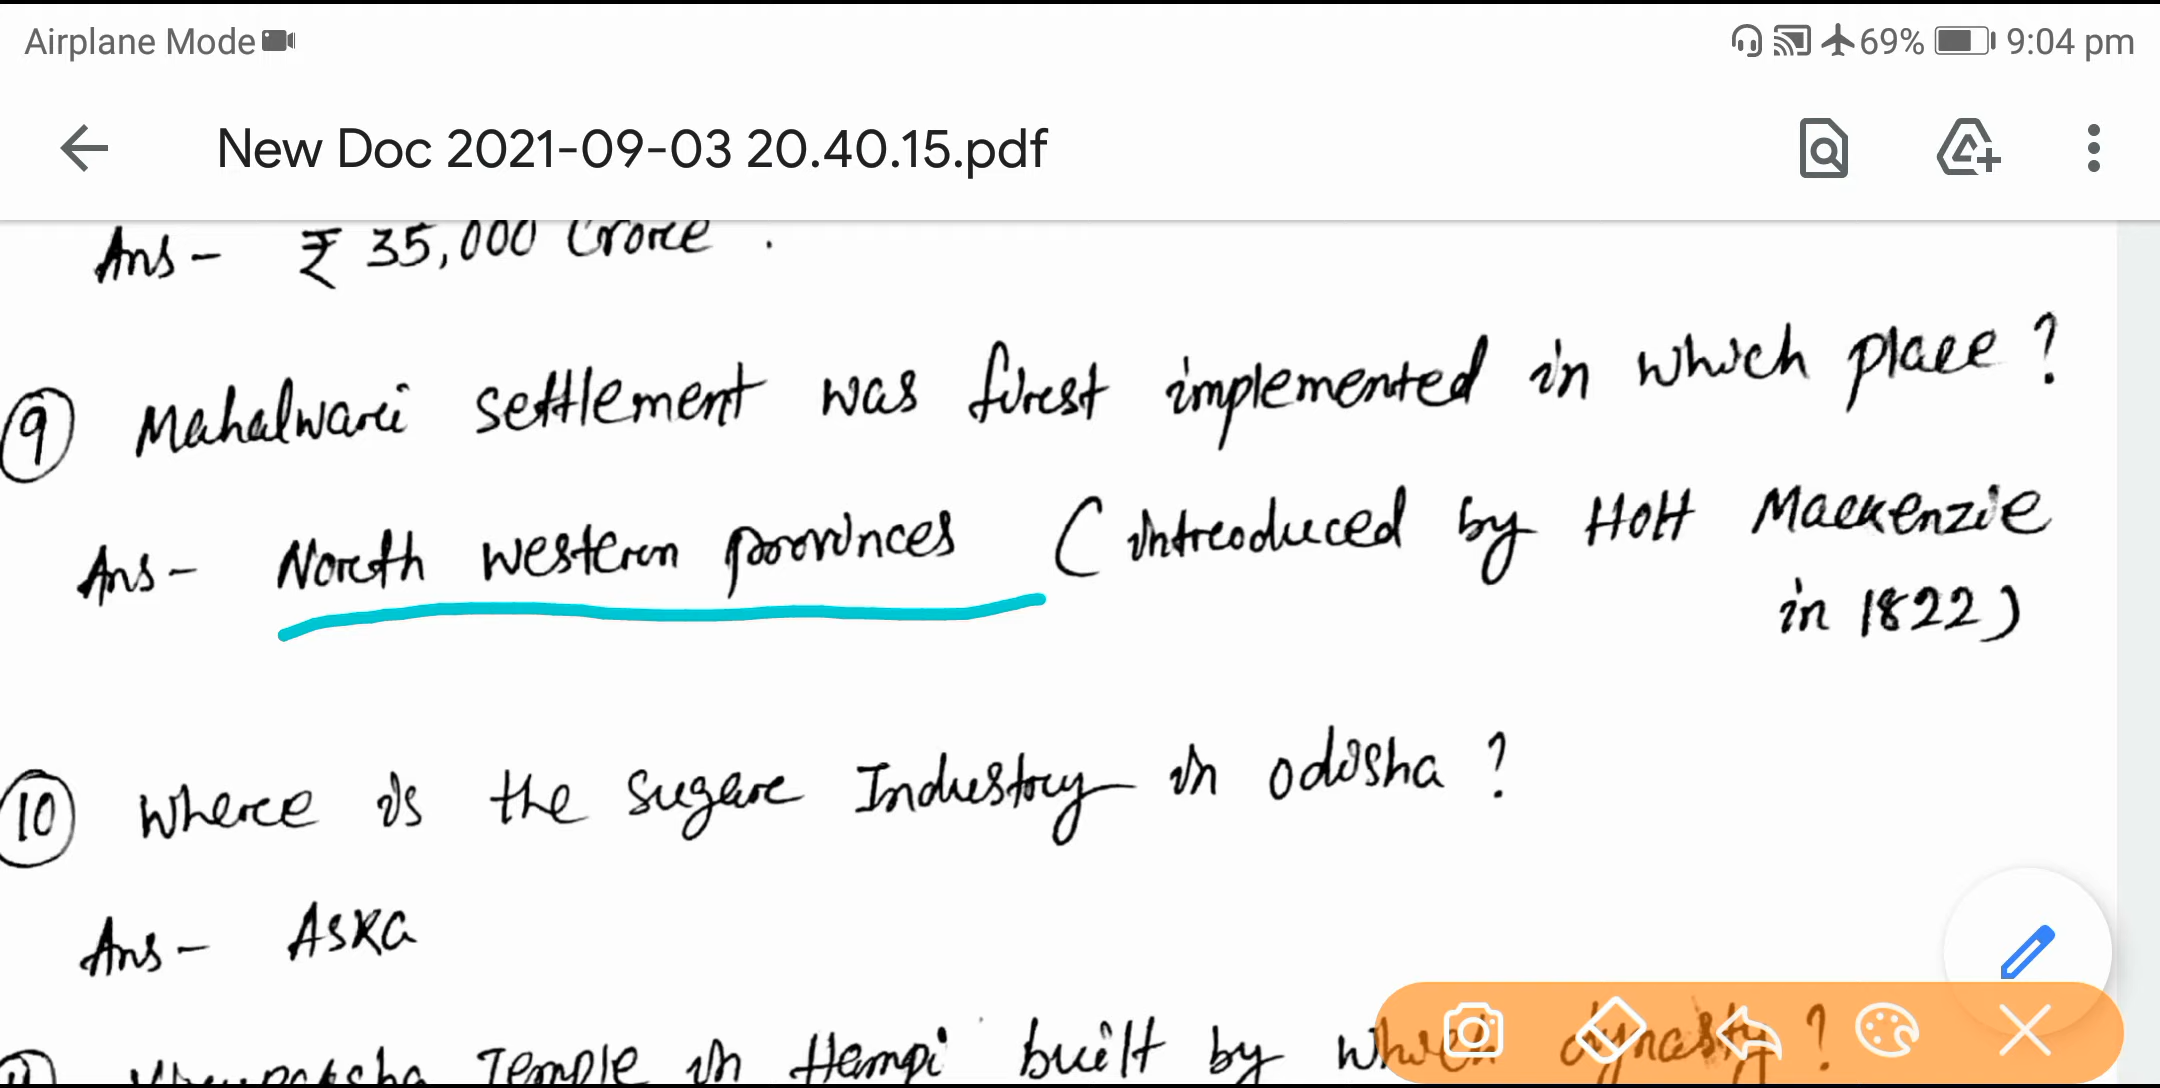 Airplane Mode 69% 9:04 pm
New Doc 2021-09-03 20.40.15.pdf
Ans - ₹ 35,000 Crore .
9 Mahalwari settlement was first implemented in which place ?
Ans - North western provinces ( introduced by Holt Mackenzie
in 1822)
10 Where is the sugar Industry in odisha ?
Ans - ASKA
11 Temple in Hampi built by which dynasty ?